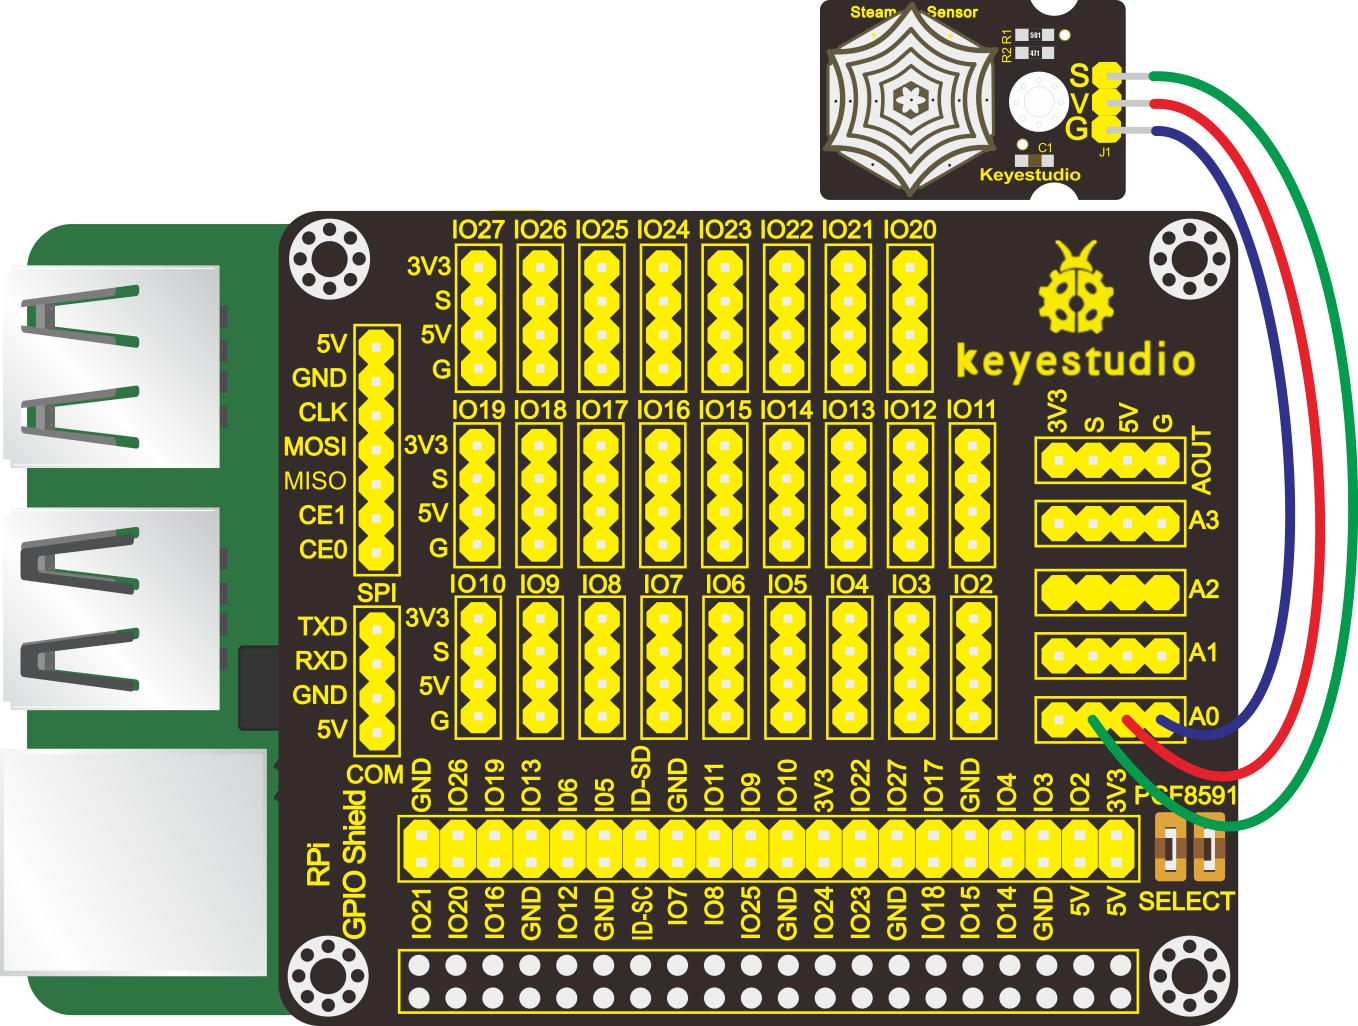 Steam Sensor
R1
501
R2
471
S
V
G
J1
C1
Keyestudio
IO27 IO26 IO25 IO24 IO23 IO22 IO21 IO20
3V3
S
5V
G
keyestudio
5V
GND
CLK
MOSI
MISO
CE1
CE0
SPI
IO19 IO18 IO17 IO16 IO15 IO14 IO13 IO12 IO11
3V3
S
5V
G
3V3 S 5V G
AOUT
A3
A2
A1
A0
IO10 IO9 IO8 IO7 IO6 IO5 IO4 IO3 IO2
3V3
S
5V
G
TXD
RXD
GND
5V
COM
RPi
GPIO Shield
GND IO26 IO19 IO13 IO6 IO5 ID-SD GND IO11 IO9 IO10 3V3 IO22 IO27 IO17 GND IO4 IO3 IO2 3V3
IO21 IO20 IO16 GND IO12 GND ID-SC IO7 IO8 IO25 GND IO24 IO23 GND IO18 IO15 IO14 GND 5V 5V
PCF8591
SELECT